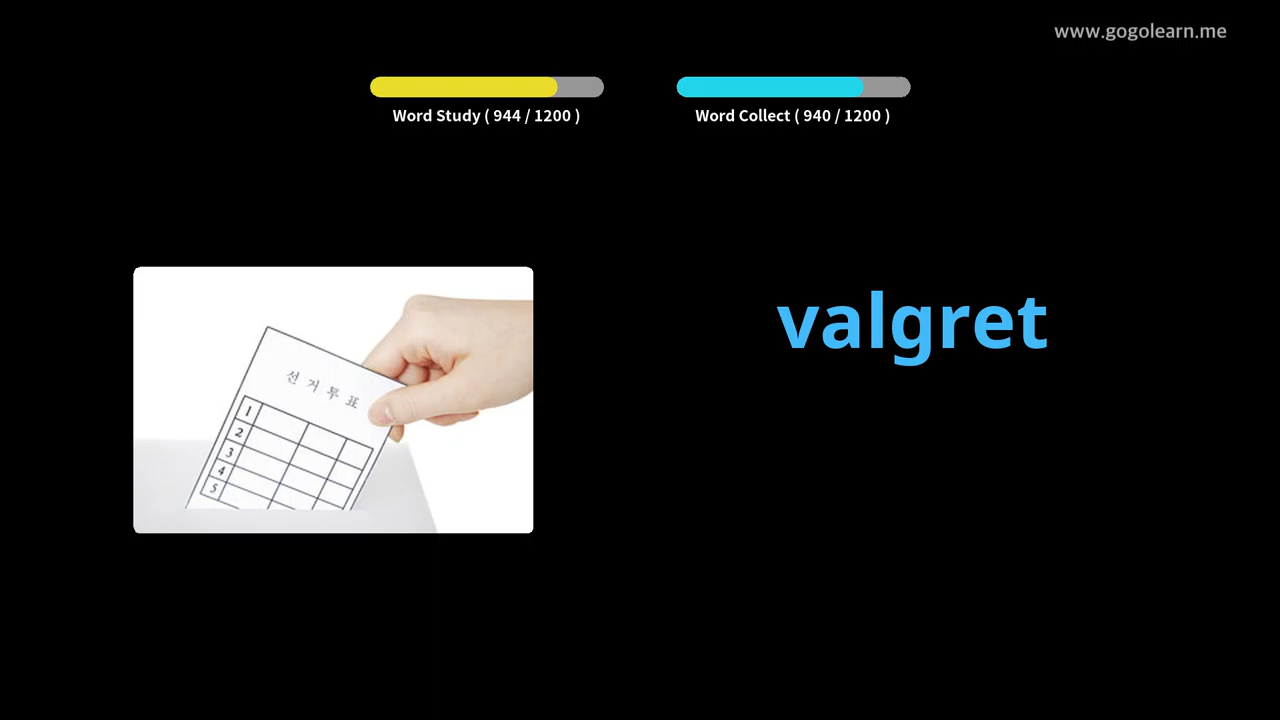 www.gogolearn.me
Word Study ( 944 / 1200 )
Word Collect ( 940 / 1200 )
valgret
선거투표
1
2
3
4
5